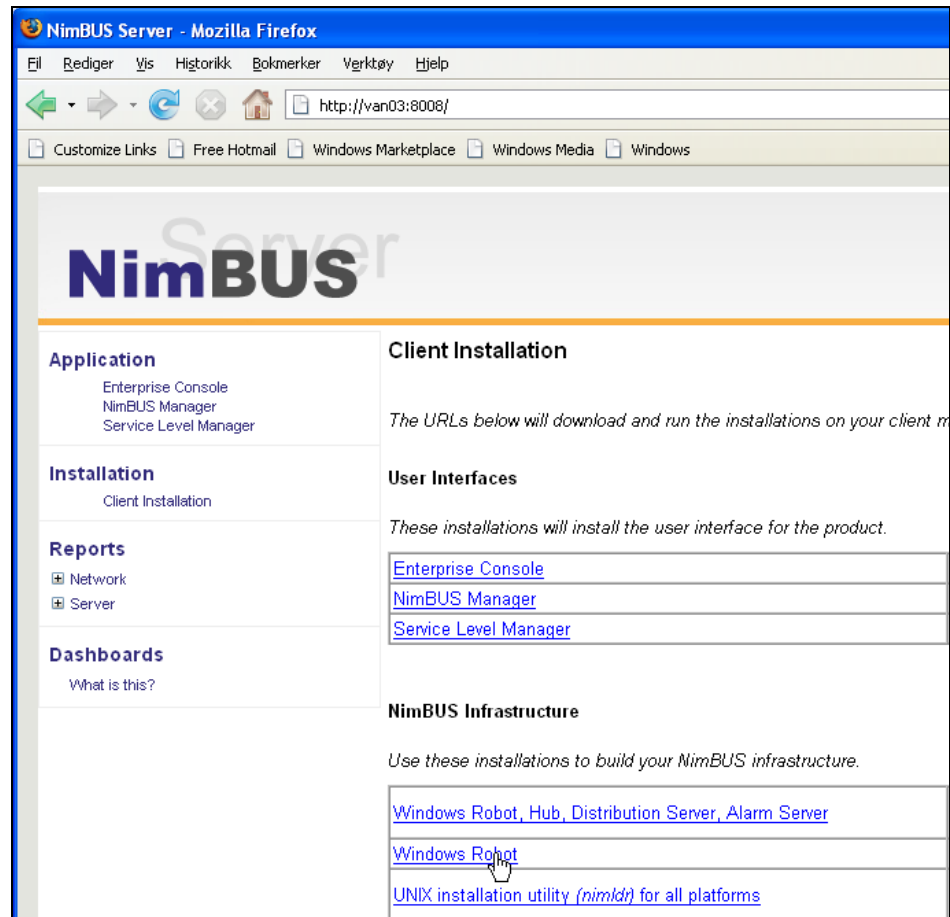 NimBUS Server - Mozilla Firefox
Fil Rediger Vis Historikk Bokmerker Verktøy Hjelp
http://van03:8008/
Customize Links Free Hotmail Windows Marketplace Windows Media Windows
Server
NimBUS
Application
Enterprise Console
NimBUS Manager
Service Level Manager
Installation
Client Installation
Reports
Network
Server
Dashboards
What is this?
Client Installation
The URLs below will download and run the installations on your client m
User Interfaces
These installations will install the user interface for the product.
Enterprise Console
NimBUS Manager
Service Level Manager
NimBUS Infrastructure
Use these installations to build your NimBUS infrastructure.
Windows Robot, Hub, Distribution Server, Alarm Server
Windows Robot
UNIX installation utility (nimldr) for all platforms